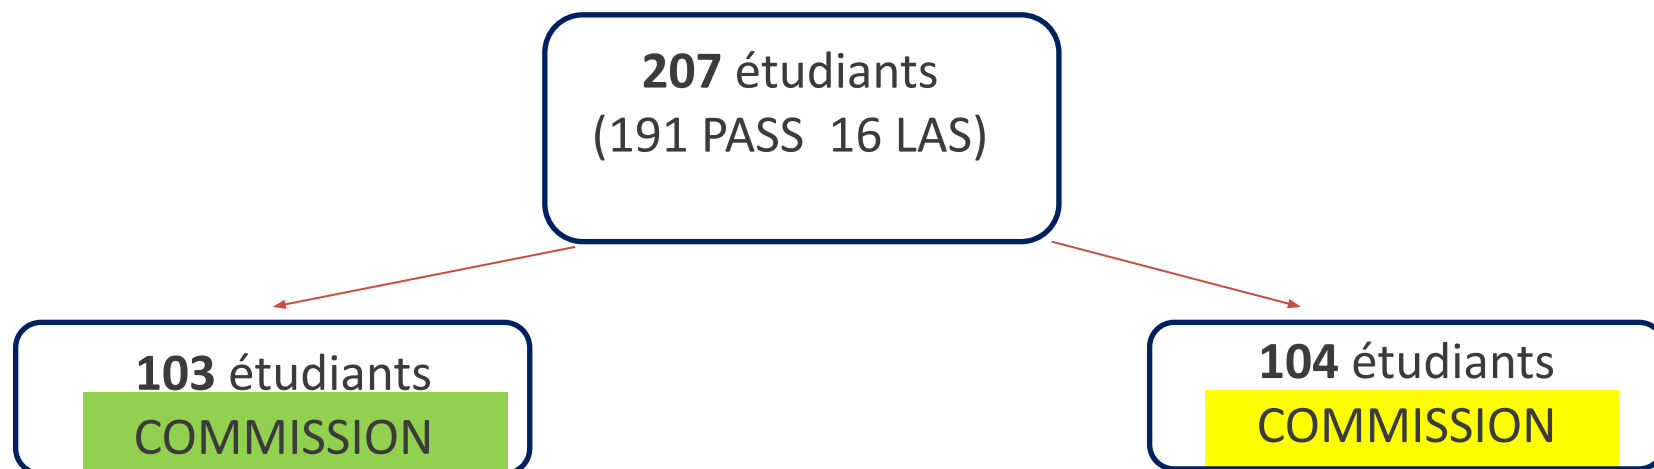 207 étudiants
(191 PASS  16 LAS)
103 étudiants
COMMISSION
104 étudiants
COMMISSION